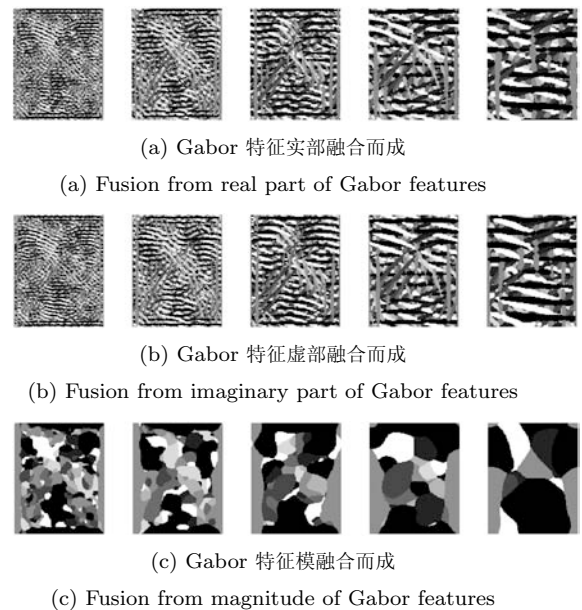 (a) Gabor 特征实部融合而成
(a) Fusion from real part of Gabor features
(b) Gabor 特征虚部融合而成
(b) Fusion from imaginary part of Gabor features
(c) Gabor 特征模融合而成
(c) Fusion from magnitude of Gabor features